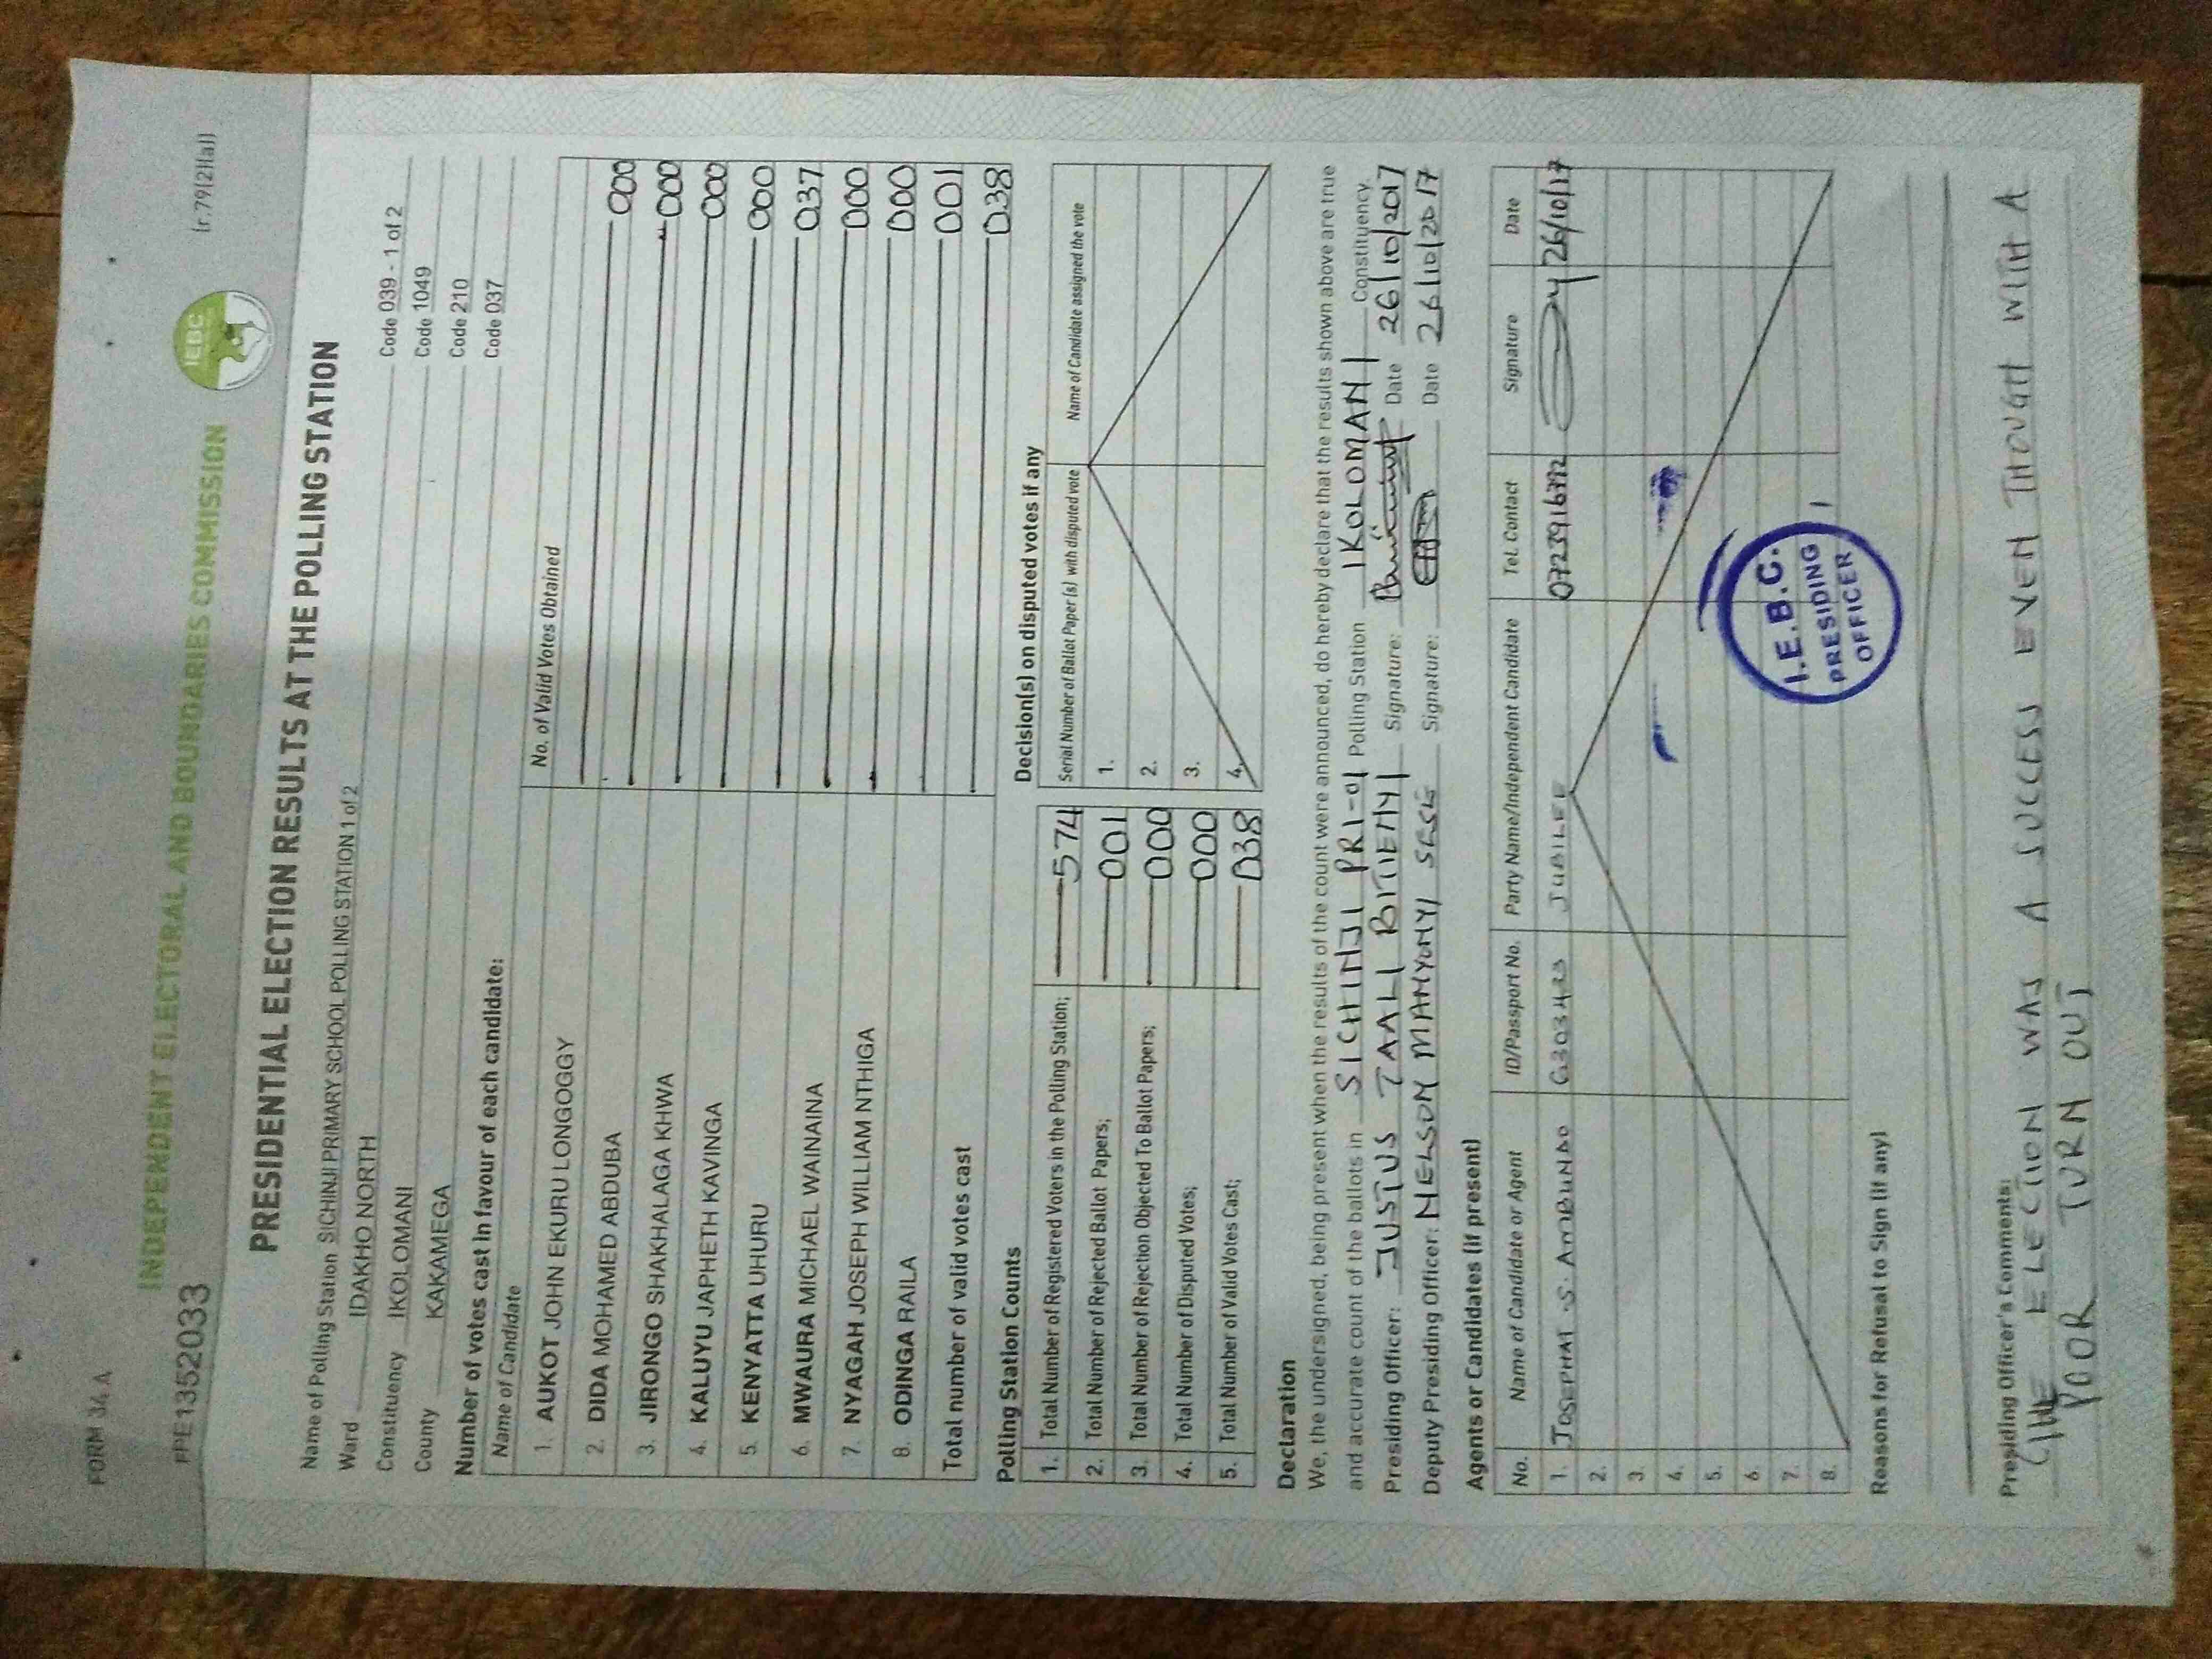 FORM 34 A
(r.79(2)(a))
INDEPENDENT ELECTORAL AND BOUNDARIES COMMISSION
IEBC
PPE1352033
PRESIDENTIAL ELECTION RESULTS AT THE POLLING STATION
Name of Polling Station SICHINJI PRIMARY SCHOOL POLLING STATION 1 of 2 Code 039 - 1 of 2
Ward IDAKHO NORTH Code 1049
Constituency IKOLOMANI Code 210
County KAKAMEGA Code 037
Number of votes cast in favour of each candidate:
Name of Candidate No. of Valid Votes Obtained
1. AUKOT JOHN EKURU LONGOGGY 000
2. DIDA MOHAMED ABDUBA 000
3. JIRONGO SHAKHALAGA KHWA 000
4. KALUYU JAPHETH KAVINGA 000
5. KENYATTA UHURU 037
6. MWAURA MICHAEL WAINAINA 000
7. NYAGAH JOSEPH WILLIAM NTHIGA 000
8. ODINGA RAILA 001
Total number of valid votes cast 038
Polling Station Counts
1. Total Number of Registered Voters in the Polling Station; 574
2. Total Number of Rejected Ballot Papers; 001
3. Total Number of Rejection Objected To Ballot Papers; 000
4. Total Number of Disputed Votes; 000
5. Total Number of Valid Votes Cast; 038
Decision(s) on disputed votes if any
Serial Number of Ballot Paper(s) with disputed vote Name of Candidate assigned the vote
1.
2.
3.
4.
Declaration
We, the undersigned, being present when the results of the count were announced, do hereby declare that the results shown above are true
and accurate count of the ballots in SICHINJI PRI-01 Polling Station IKOLOMANI Constituency.
Presiding Officer: JUSTUS TAALI Signature: Date 26/10/2017
Deputy Presiding Officer: NELSON MANYONYI Signature: Date 26/10/2017
Agents or Candidates (if present)
No. Name of Candidate or Agent ID/Passport No. Party Name/Independent Candidate Tel. Contact Signature Date
1. JOSEPHAT .S. AMBUNDO JUBILEE 26/10/17
2.
3.
4.
5.
6.
7.
8.
I.E.B.C.
PRESIDING
OFFICER
Reasons for Refusal to Sign (if any)
Presiding Officer's Comments:
THE ELECTION WAS A SUCCESS EVEN THOUGH WITH A
POOR TURN OUT